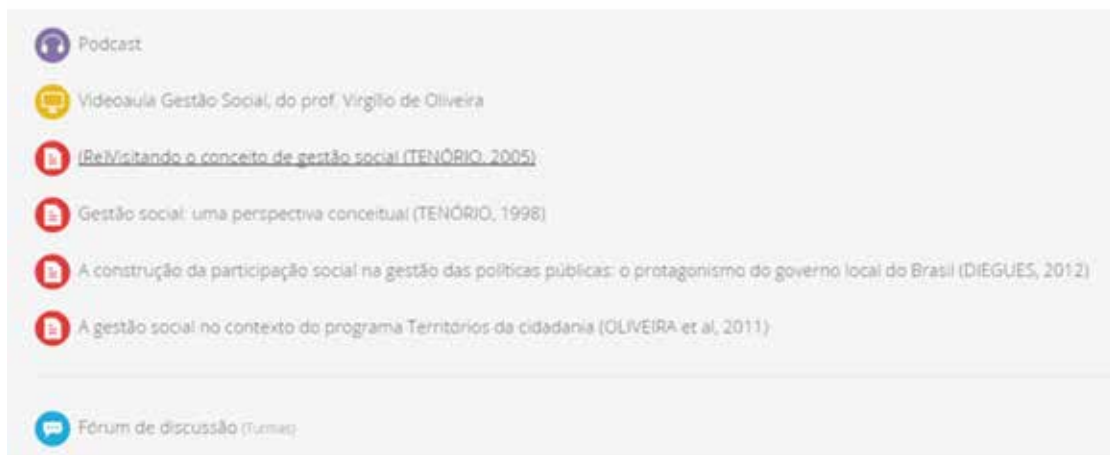 Podcast
Videoaula Gestão Social, do prof. Virgílio de Oliveira
(Re)Visitando o conceito de gestão social (TENÓRIO, 2005)
Gestão social: uma perspectiva conceitual (TENÓRIO, 1998)
A construção da participação social na gestão das políticas públicas: o protagonismo do governo local do Brasil (DIEGUES, 2012)
A gestão social no contexto do programa Territórios da cidadania (OLIVEIRA et al, 2011)
Fórum de discussão (Turmas)